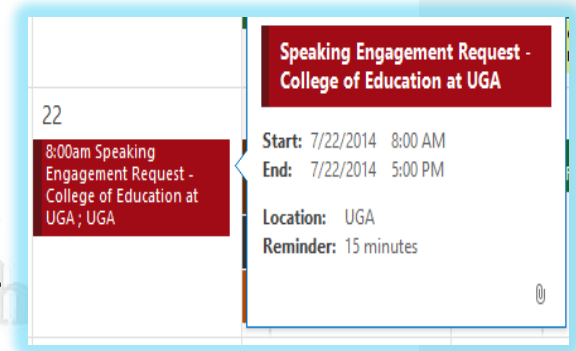 22
8:00am Speaking
Engagement Request -
College of Education at
UGA ; UGA
Speaking Engagement Request -
College of Education at UGA
Start: 7/22/2014 8:00 AM
End: 7/22/2014 5:00 PM
Location: UGA
Reminder: 15 minutes